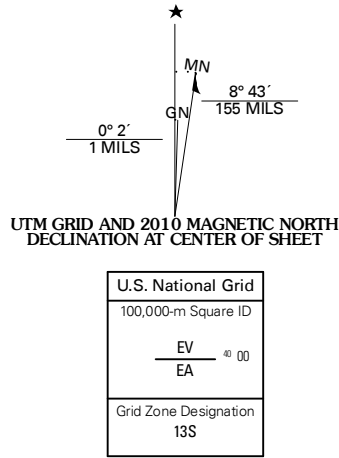 ★
MN
GN
8° 43´
155 MILS
0° 2´
1 MILS
UTM GRID AND 2010 MAGNETIC NORTH
DECLINATION AT CENTER OF SHEET
U.S. National Grid
100,000-m Square ID
EV
40 00
EA
Grid Zone Designation
13S